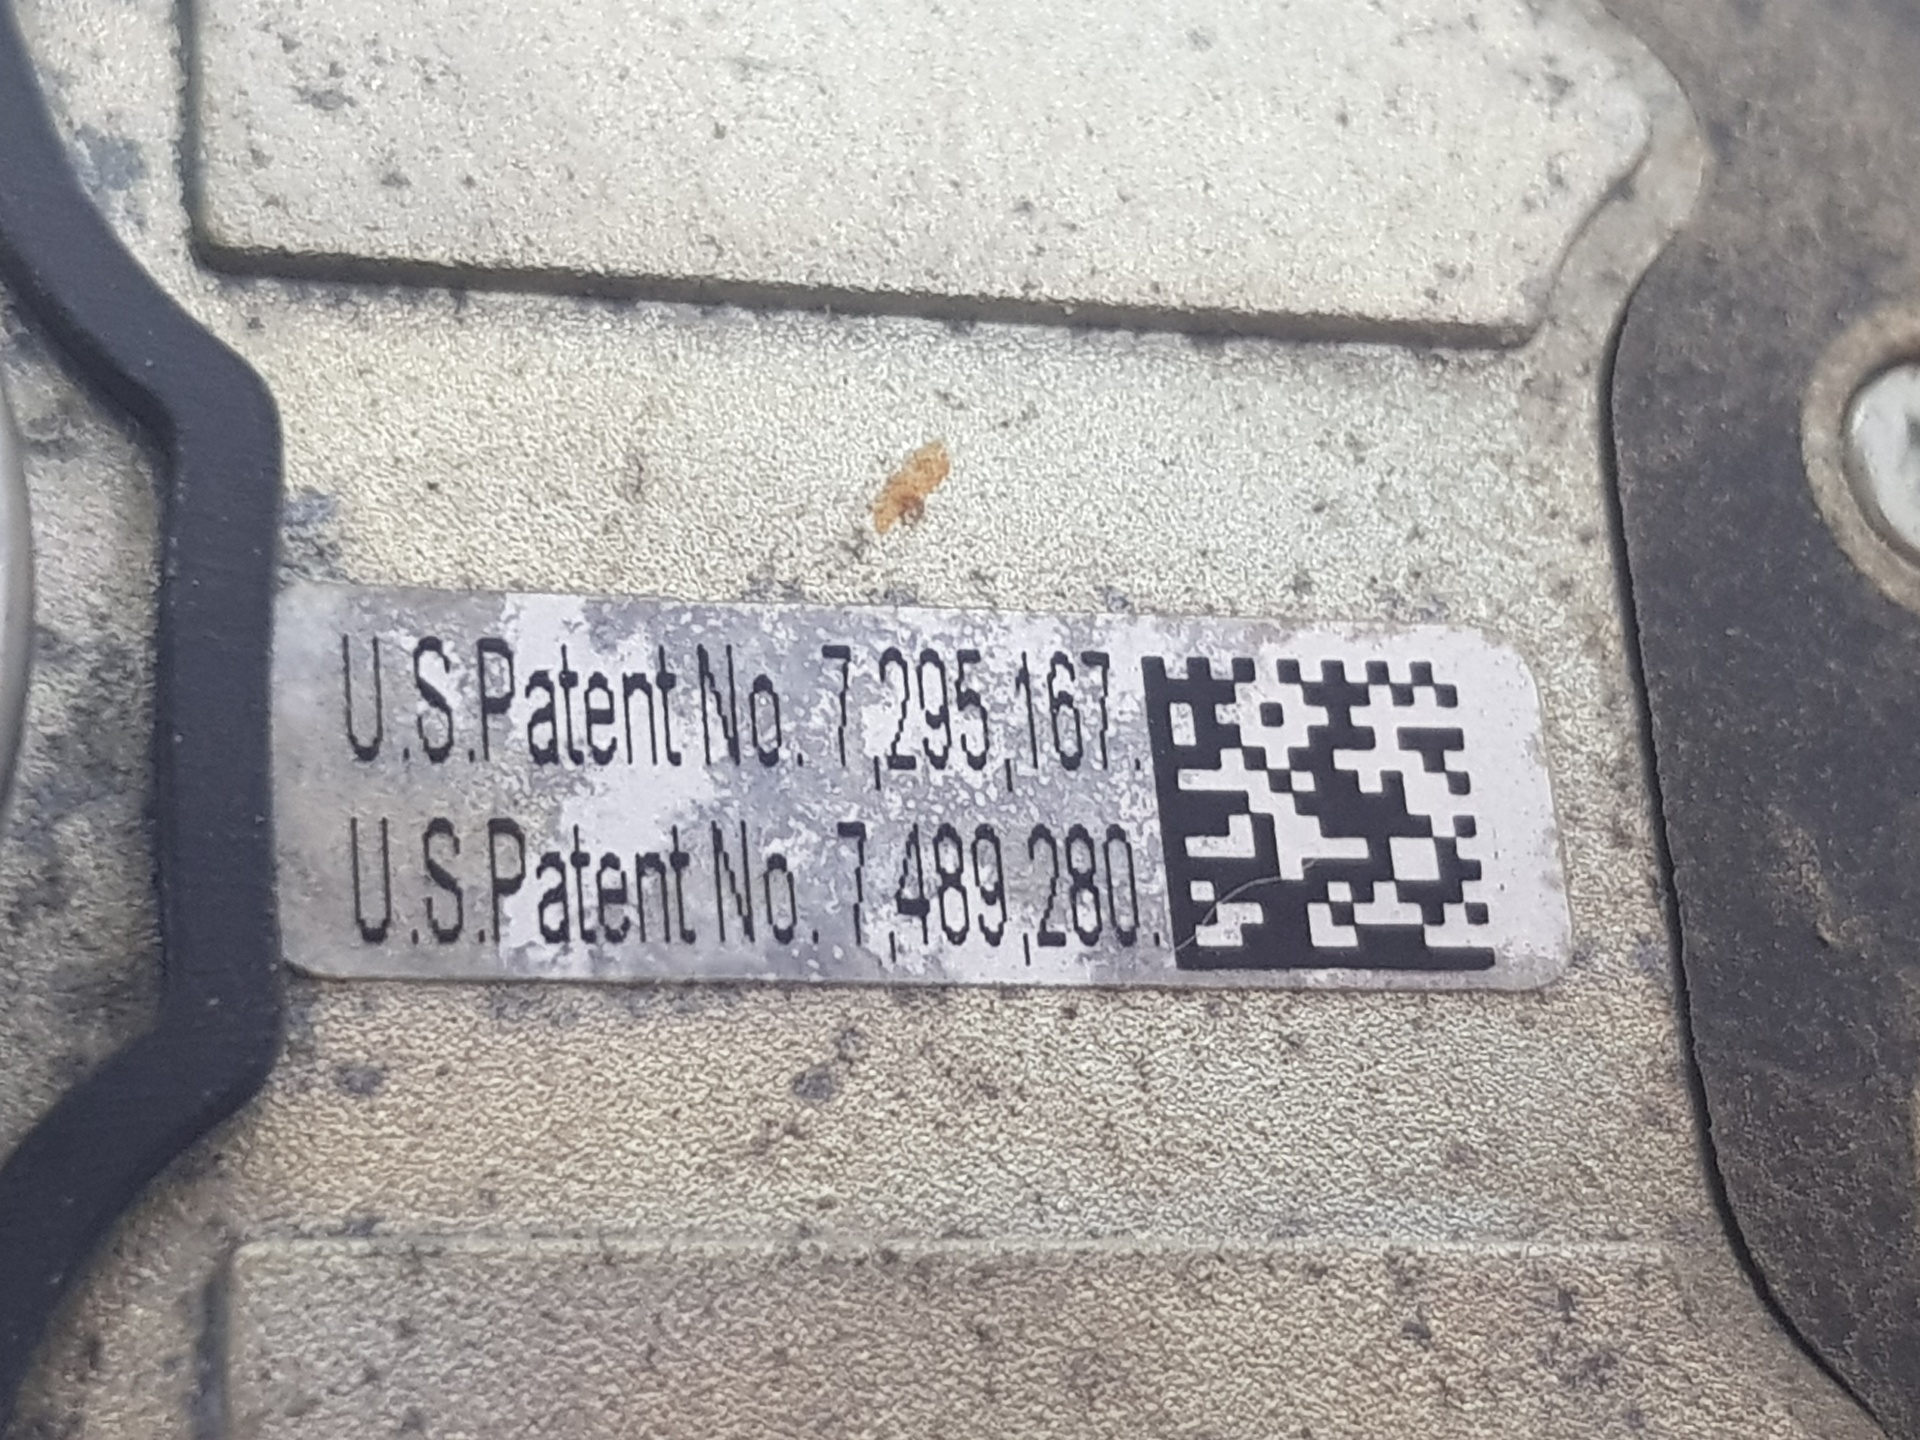 U.S.Patent No. 7,295,167.
U.S.Patent No. 7,489,280.